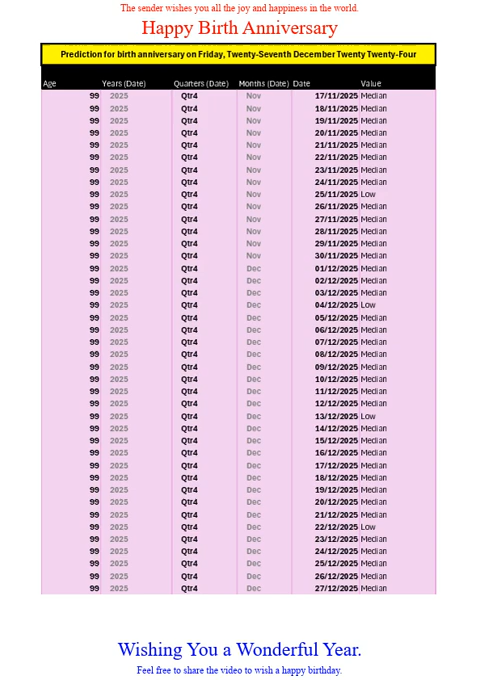 The sender wishes you all the joy and happiness in the world.
Happy Birth Anniversary
Prediction for birth anniversary on Friday, Twenty-Seventh December Twenty Twenty-Four
Age Years (Date) Quarters (Date) Months (Date) Date Value
99 2025 Qtr4 Nov 17/11/2025 Median
99 2025 Qtr4 Nov 18/11/2025 Median
99 2025 Qtr4 Nov 19/11/2025 Median
99 2025 Qtr4 Nov 20/11/2025 Median
99 2025 Qtr4 Nov 21/11/2025 Median
99 2025 Qtr4 Nov 22/11/2025 Median
99 2025 Qtr4 Nov 23/11/2025 Median
99 2025 Qtr4 Nov 24/11/2025 Median
99 2025 Qtr4 Nov 25/11/2025 Low
99 2025 Qtr4 Nov 26/11/2025 Median
99 2025 Qtr4 Nov 27/11/2025 Median
99 2025 Qtr4 Nov 28/11/2025 Median
99 2025 Qtr4 Nov 29/11/2025 Median
99 2025 Qtr4 Nov 30/11/2025 Median
99 2025 Qtr4 Dec 01/12/2025 Median
99 2025 Qtr4 Dec 02/12/2025 Median
99 2025 Qtr4 Dec 03/12/2025 Median
99 2025 Qtr4 Dec 04/12/2025 Low
99 2025 Qtr4 Dec 05/12/2025 Median
99 2025 Qtr4 Dec 06/12/2025 Median
99 2025 Qtr4 Dec 07/12/2025 Median
99 2025 Qtr4 Dec 08/12/2025 Median
99 2025 Qtr4 Dec 09/12/2025 Median
99 2025 Qtr4 Dec 10/12/2025 Median
99 2025 Qtr4 Dec 11/12/2025 Median
99 2025 Qtr4 Dec 12/12/2025 Median
99 2025 Qtr4 Dec 13/12/2025 Low
99 2025 Qtr4 Dec 14/12/2025 Median
99 2025 Qtr4 Dec 15/12/2025 Median
99 2025 Qtr4 Dec 16/12/2025 Median
99 2025 Qtr4 Dec 17/12/2025 Median
99 2025 Qtr4 Dec 18/12/2025 Median
99 2025 Qtr4 Dec 19/12/2025 Median
99 2025 Qtr4 Dec 20/12/2025 Median
99 2025 Qtr4 Dec 21/12/2025 Median
99 2025 Qtr4 Dec 22/12/2025 Low
99 2025 Qtr4 Dec 23/12/2025 Median
99 2025 Qtr4 Dec 24/12/2025 Median
99 2025 Qtr4 Dec 25/12/2025 Median
99 2025 Qtr4 Dec 26/12/2025 Median
99 2025 Qtr4 Dec 27/12/2025 Median
Wishing You a Wonderful Year.
Feel free to share the video to wish a happy birthday.